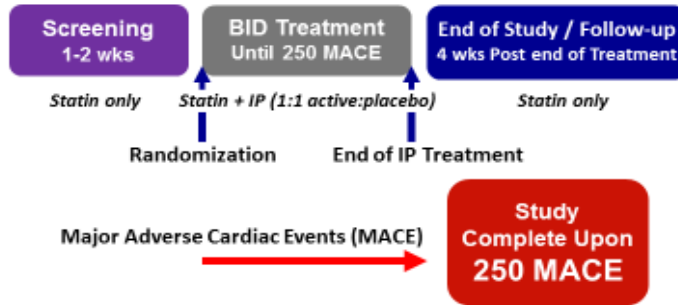 Screening
1-2 wks
BID Treatment
Until 250 MACE
End of Study / Follow-up
4 wks Post end of Treatment
Statin only
Statin + IP (1:1 active:placebo)
Statin only
Randomization
End of IP Treatment
Major Adverse Cardiac Events (MACE)
Study
Complete Upon
250 MACE